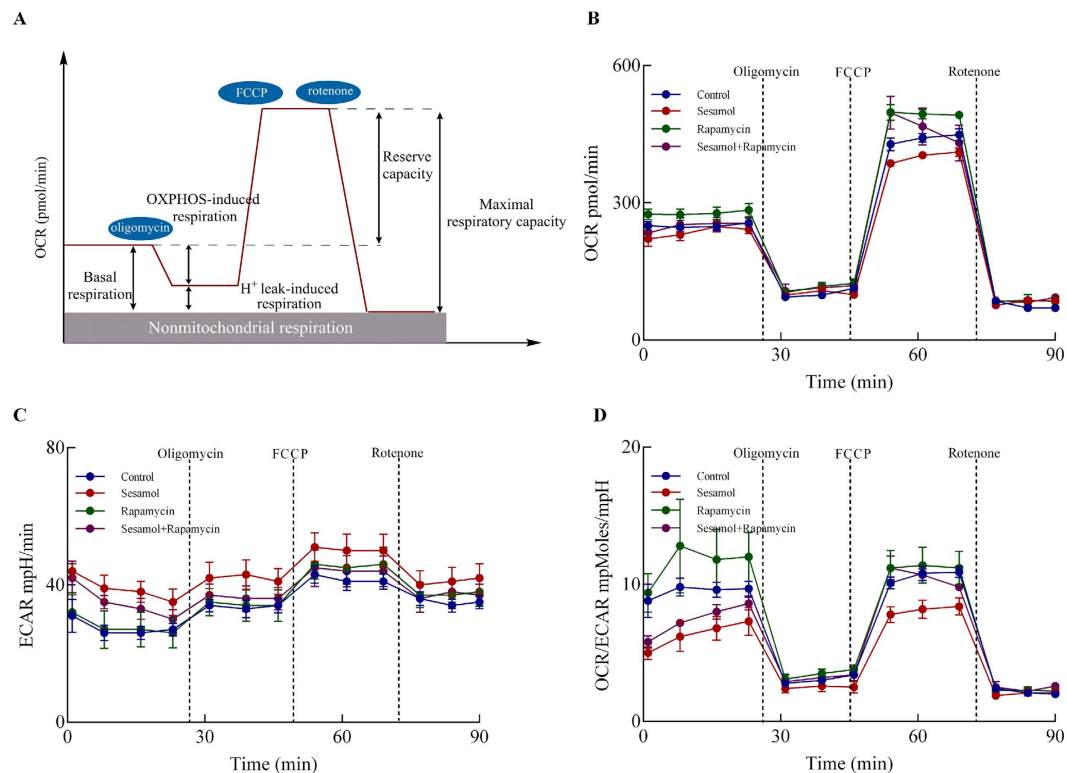 A
OCR (pmol/min)
FCCP
rotenone
oligomycin
OXPHOS-induced
respiration
Reserve
capacity
Maximal
respiratory capacity
Basal
respiration
H⁺ leak-induced
respiration
Nonmitochondrial respiration
B
Oligomycin
FCCP
Rotenone
Control
Sesamol
Rapamycin
Sesamol+Rapamycin
OCR pmol/min
600
300
0
0
30
60
90
Time (min)
C
Oligomycin
FCCP
Rotenone
Control
Sesamol
Rapamycin
Sesamol+Rapamycin
ECAR mpH/min
80
40
0
0
30
60
90
Time (min)
D
Oligomycin
FCCP
Rotenone
Control
Sesamol
Rapamycin
Sesamol+Rapamycin
OCR/ECAR mpMoles/mpH
20
10
0
0
30
60
90
Time (min)